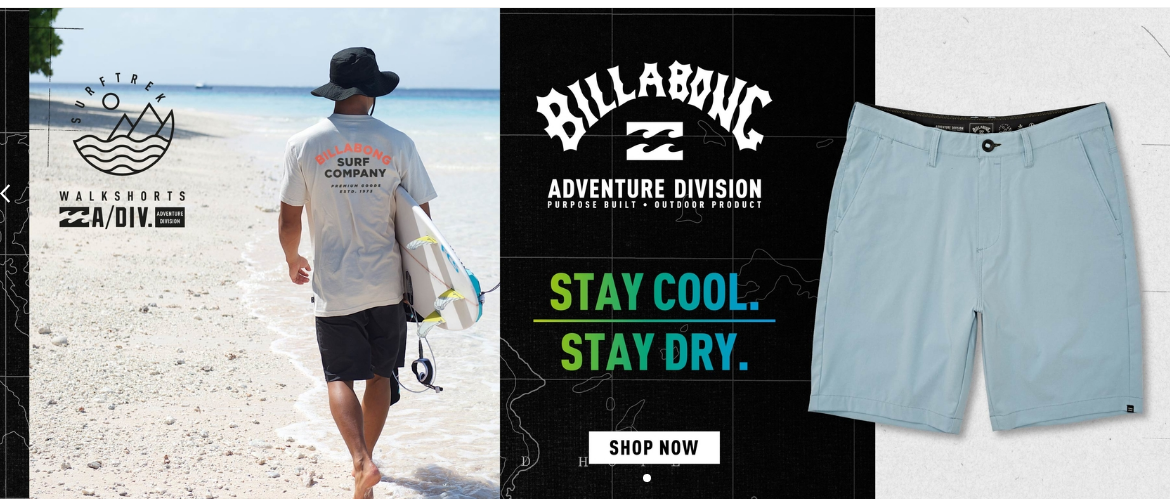 SURFTREK
WALKSHORTS
A/DIV. ADVENTURE
DIVISION
BILLABONG
SURF
COMPANY
PREMIUM GOODS
ESTD. 1973
BILLABONG
ADVENTURE DIVISION
PURPOSE BUILT • OUTDOOR PRODUCT
STAY COOL.
STAY DRY.
SHOP NOW